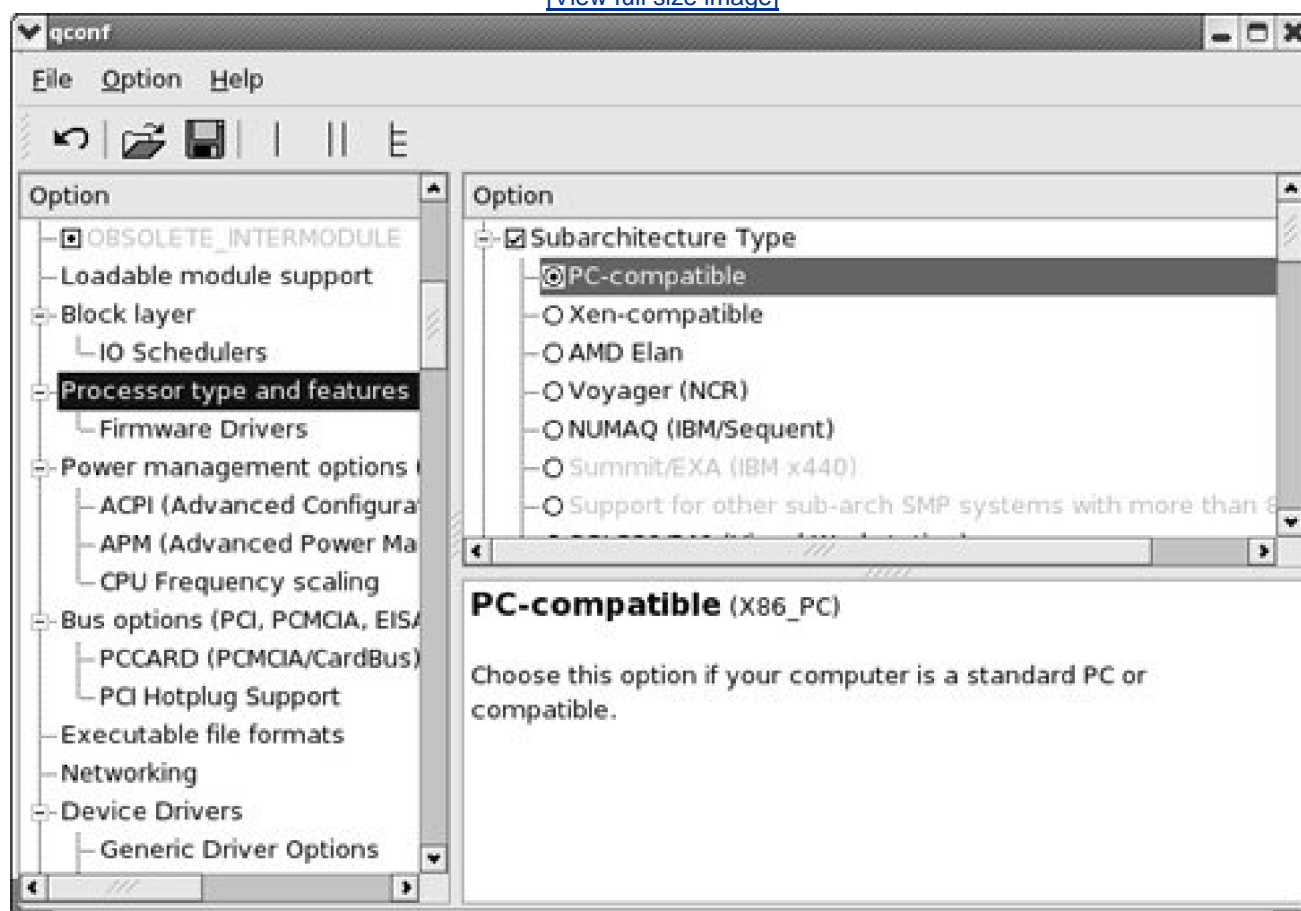 [View full size image]
qconf
File Option Help
Option
OBSOLETE_INTERMODULE
Loadable module support
Block layer
IO Schedulers
Processor type and features
Firmware Drivers
Power management options
ACPI (Advanced
APM (Advanced Power
CPU Frequency scaling
Bus options (PCI, PCMCIA,
PCCARD (PCMCIA/CardBus)
PCI Hotplug Support
Executable file formats
Networking
Device Drivers
Generic Driver Options
Option
Subarchitecture Type
PC-compatible
Xen-compatible
AMD Elan
Voyager (NCR)
NUMAQ (IBM/Sequent)
Summit/EXA (IBM x440)
Support for other sub-arch SMP systems with more than 8
PC-compatible (X86_PC)
Choose this option if your computer is a standard PC or
compatible.